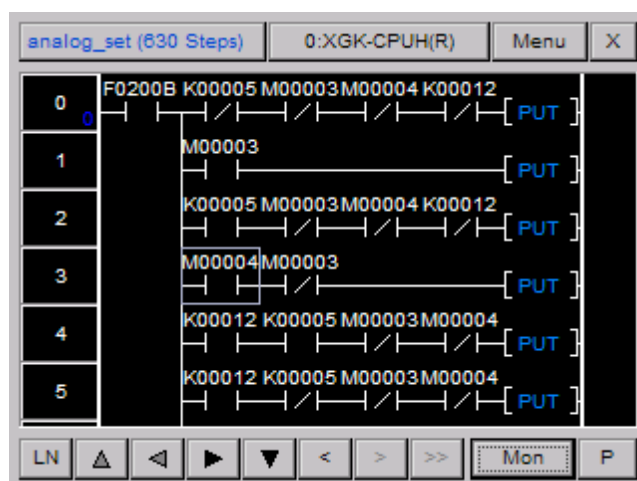 analog_set (630 Steps) 0:XGK-CPUH(R) Menu X
F0200B K00005 M00003 M00004 K00012
0 0 PUT
M00003
1 PUT
K00005 M00003 M00004 K00012
2 PUT
M00004 M00003
3 PUT
K00012 K00005 M00003 M00004
4 PUT
K00012 K00005 M00003 M00004
5 PUT
LN < > >> Mon P